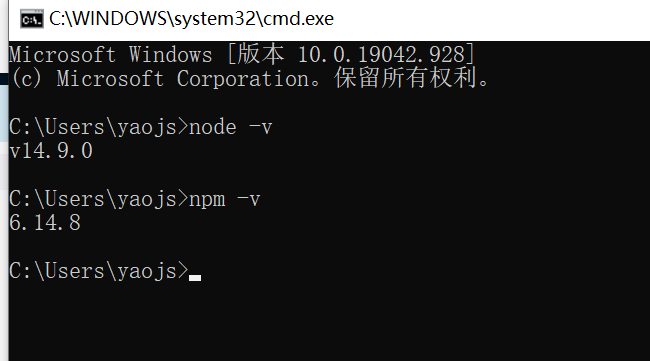 C:\WINDOWS\system32\cmd.exe
Microsoft Windows [版本 10.0.19042.928]
(c) Microsoft Corporation。保留所有权利。
C:\Users\yaojs>node -v
v14.9.0
C:\Users\yaojs>npm -v
6.14.8
C:\Users\yaojs>